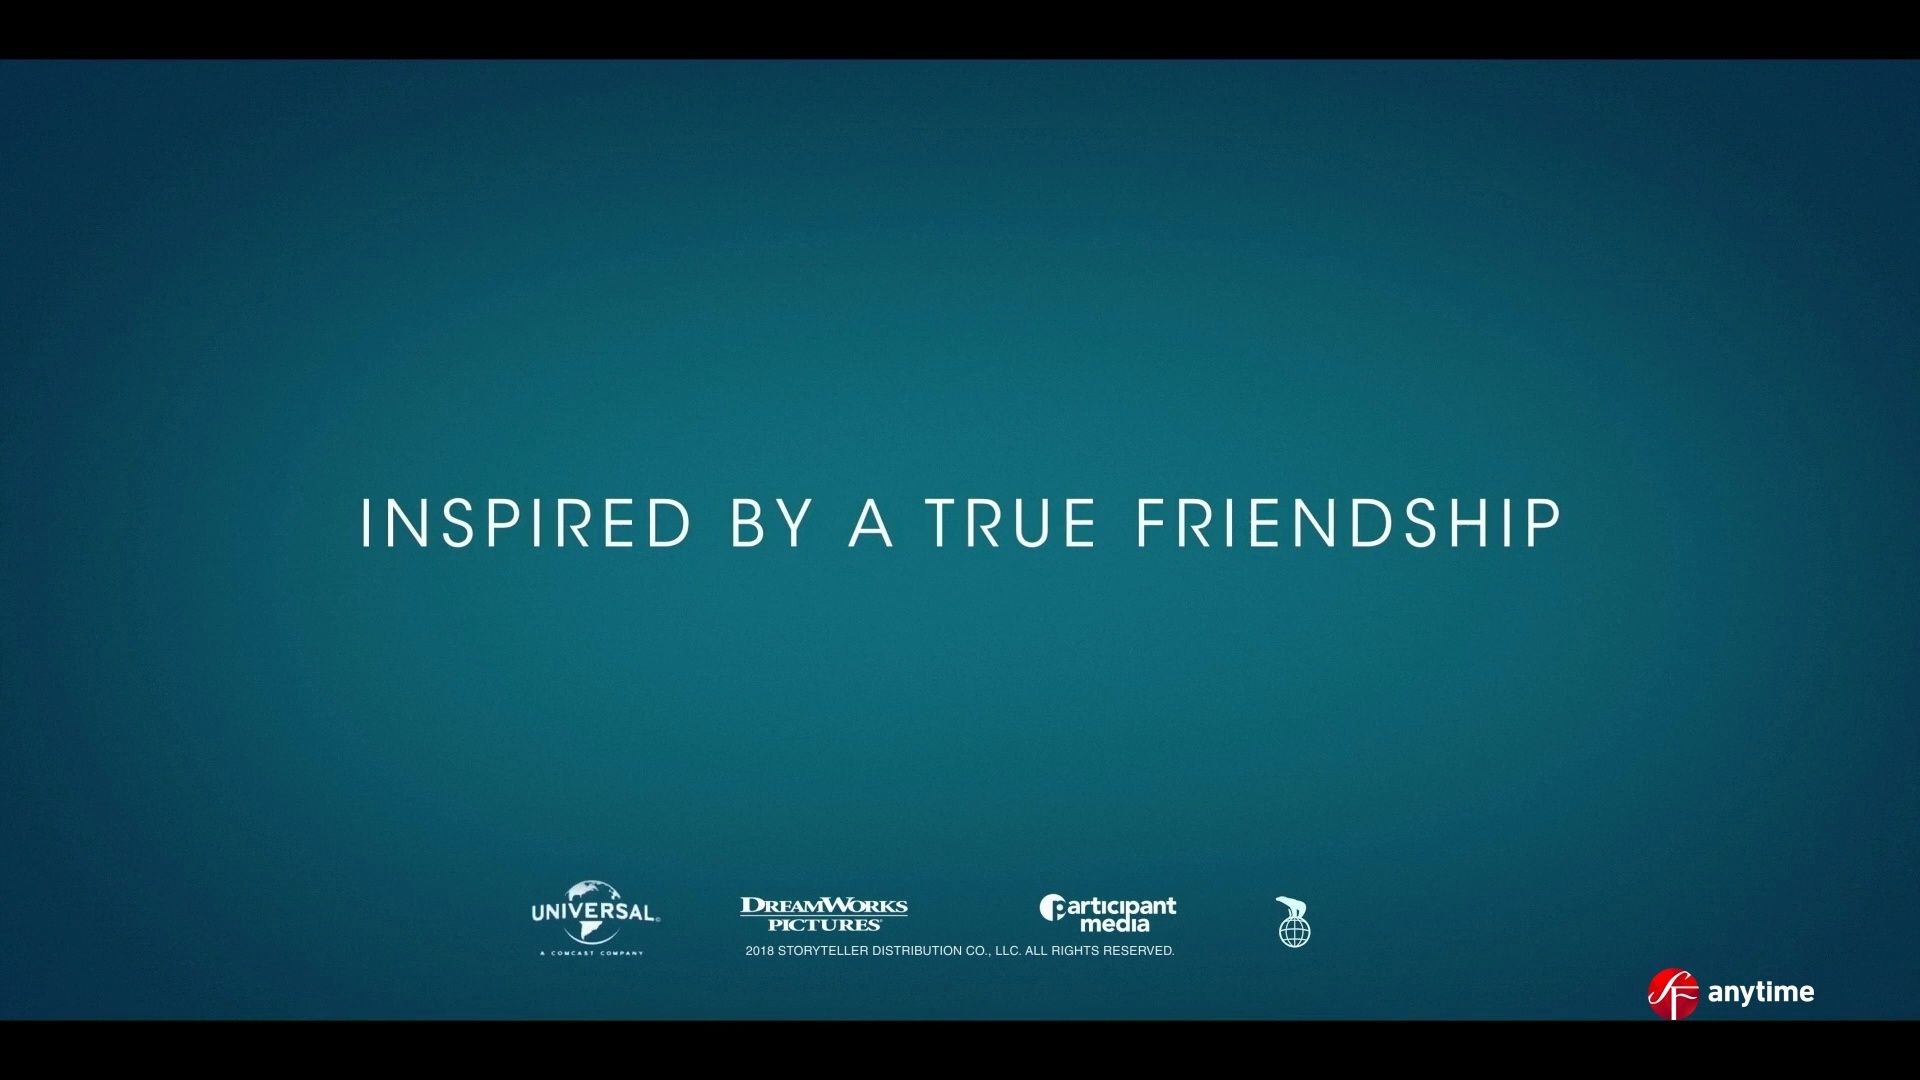 INSPIRED BY A TRUE FRIENDSHIP
UNIVERSAL
A COMCAST COMPANY
DREAMWORKS
PICTURES
participant
media
2018 STORYTELLER DISTRIBUTION CO., LLC. ALL RIGHTS RESERVED.
SF anytime